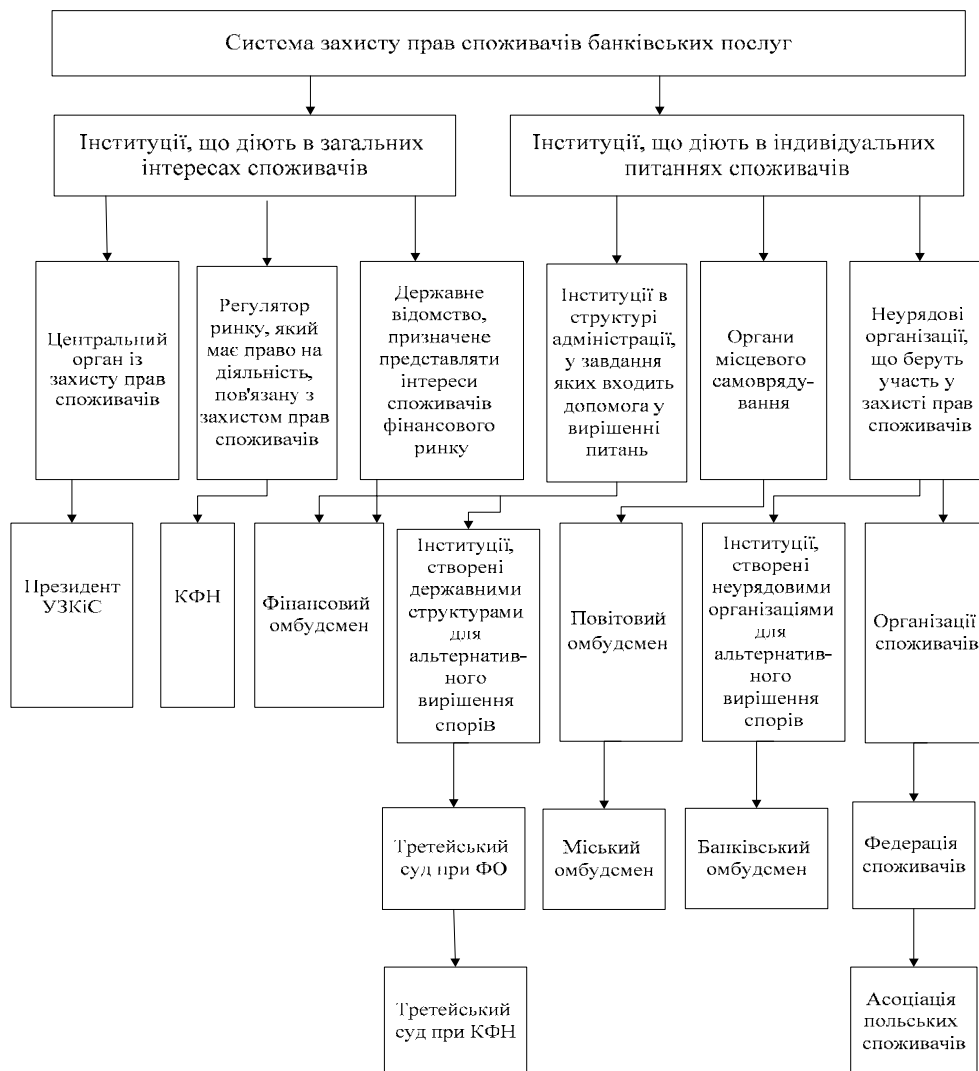 Система захисту прав споживачів банківських послуг
Інституції, що діють в загальних
інтересах споживачів
Інституції, що діють в індивідуальних
питаннях споживачів
Центральний
орган із
захисту прав
споживачів
Регулятор
ринку, який
має право на
діяльність,
пов'язану з
захистом прав
споживачів
Державне
відомство,
призначене
представляти
інтереси
споживачів
фінансового
ринку
Інституції в
структурі
адміністрації,
у завдання
яких входить
допомога у
вирішенні
питань
Органи
місцевого
самовряду-
вання
Неурядові
організації,
що беруть
участь у
захисті прав
споживачів
Президент
УЗКіС
КФН
Фінансовий
омбудсмен
Інституції,
створені
державними
структурами
для
альтернатив-
ного
вирішення
спорів
Повітовий
омбудсмен
Інституції,
створені
неурядовими
організаціями
для
альтернатив-
ного
вирішення
спорів
Організації
споживачів
Третейський
суд при ФО
Міський
омбудсмен
Банківський
омбудсмен
Федерація
споживачів
Третейський
суд при КФН
Асоціація
польських
споживачів